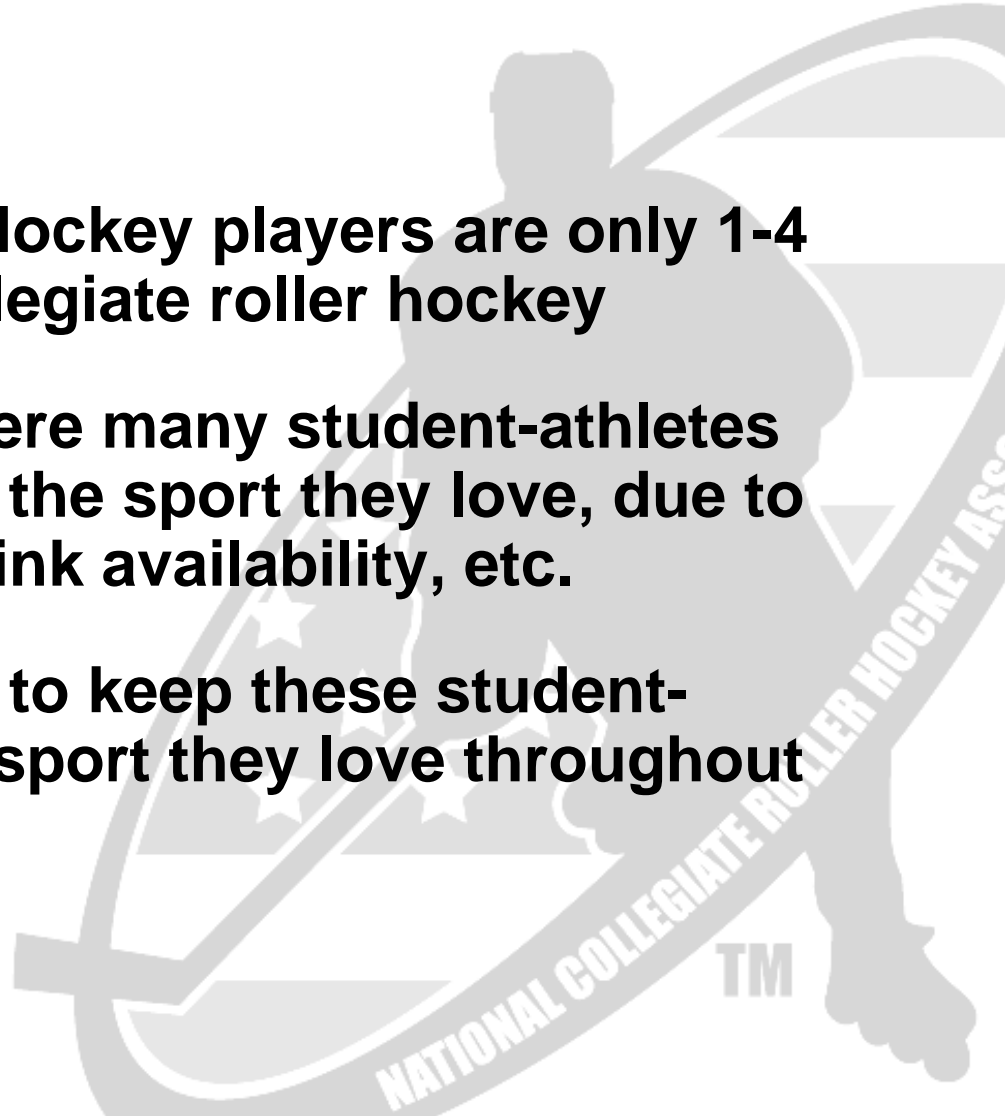 Hockey players are only 1-4
legiate roller hockey
ere many student-athletes
the sport they love, due to
ink availability, etc.
to keep these student-
sport they love throughout
NATIONAL COLLEGIATE ROLLER HOCKEY ASS
TM